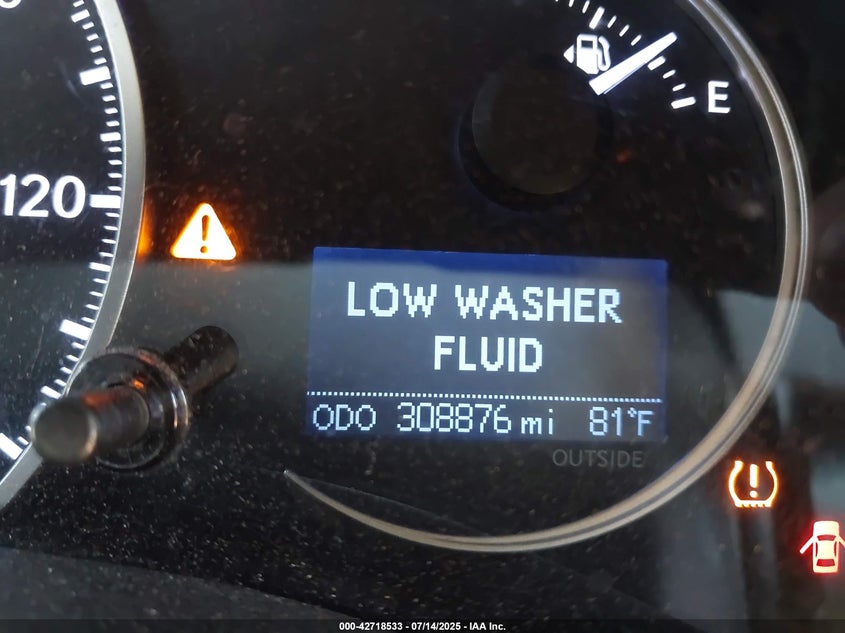 120
E
LOW WASHER
FLUID
ODO 308876 mi 81°F
OUTSIDE
000-42718533 - 07/14/2025 - IAA Inc.